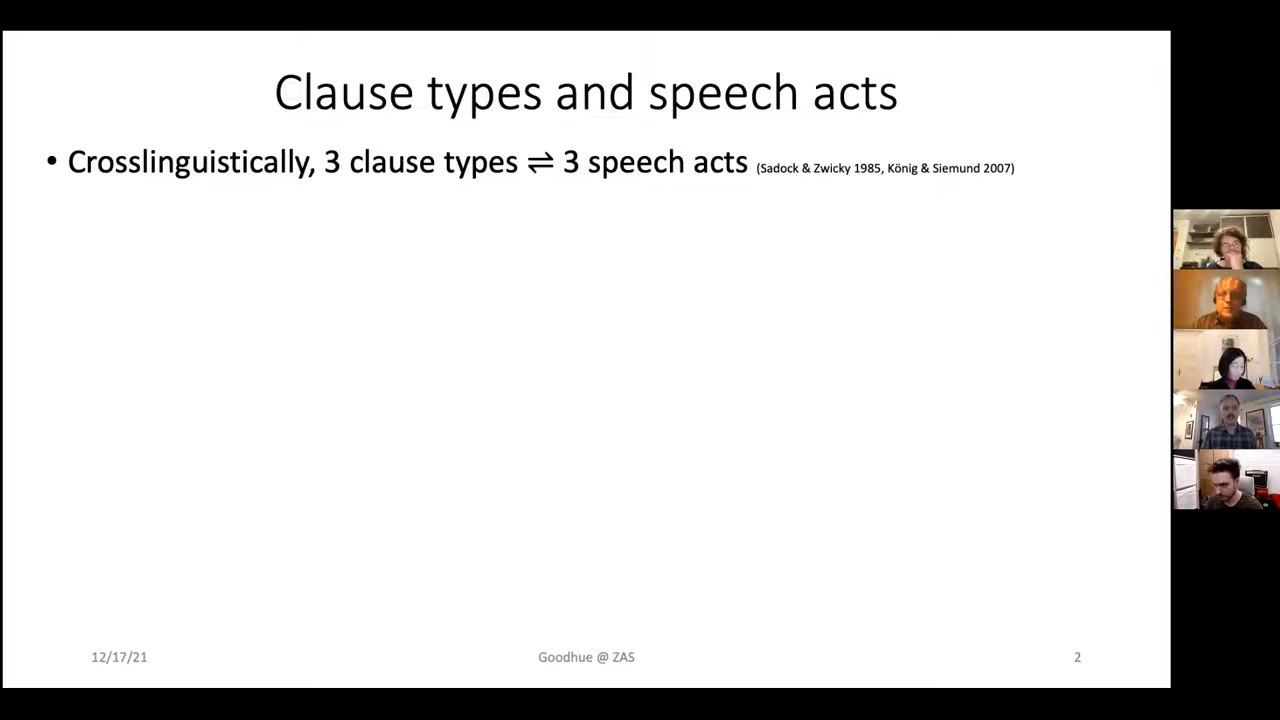 Clause types and speech acts
• Crosslinguistically, 3 clause types ⇌ 3 speech acts (Sadock & Zwicky 1985, König & Siemund 2007)
12/17/21
Goodhue @ ZAS
2